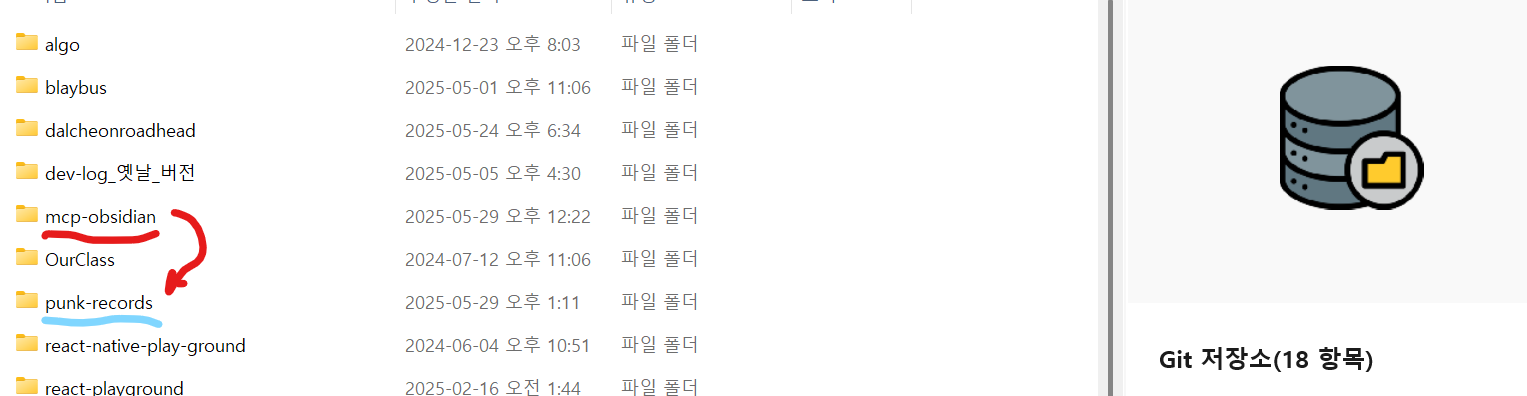 algo 2024-12-23 오후 8:03 파일 폴더
blaybus 2025-05-01 오후 11:06 파일 폴더
dalcheonroadhead 2025-05-24 오후 6:34 파일 폴더
dev-log_옛날_버전 2025-05-05 오후 4:30 파일 폴더
mcp-obsidian 2025-05-29 오후 12:22 파일 폴더
OurClass 2024-07-12 오후 11:06 파일 폴더
punk-records 2025-05-29 오후 1:11 파일 폴더
react-native-play-ground 2024-06-04 오후 10:51 파일 폴더
react-playground 2025-02-16 오전 1:44 파일 폴더
Git 저장소(18 항목)